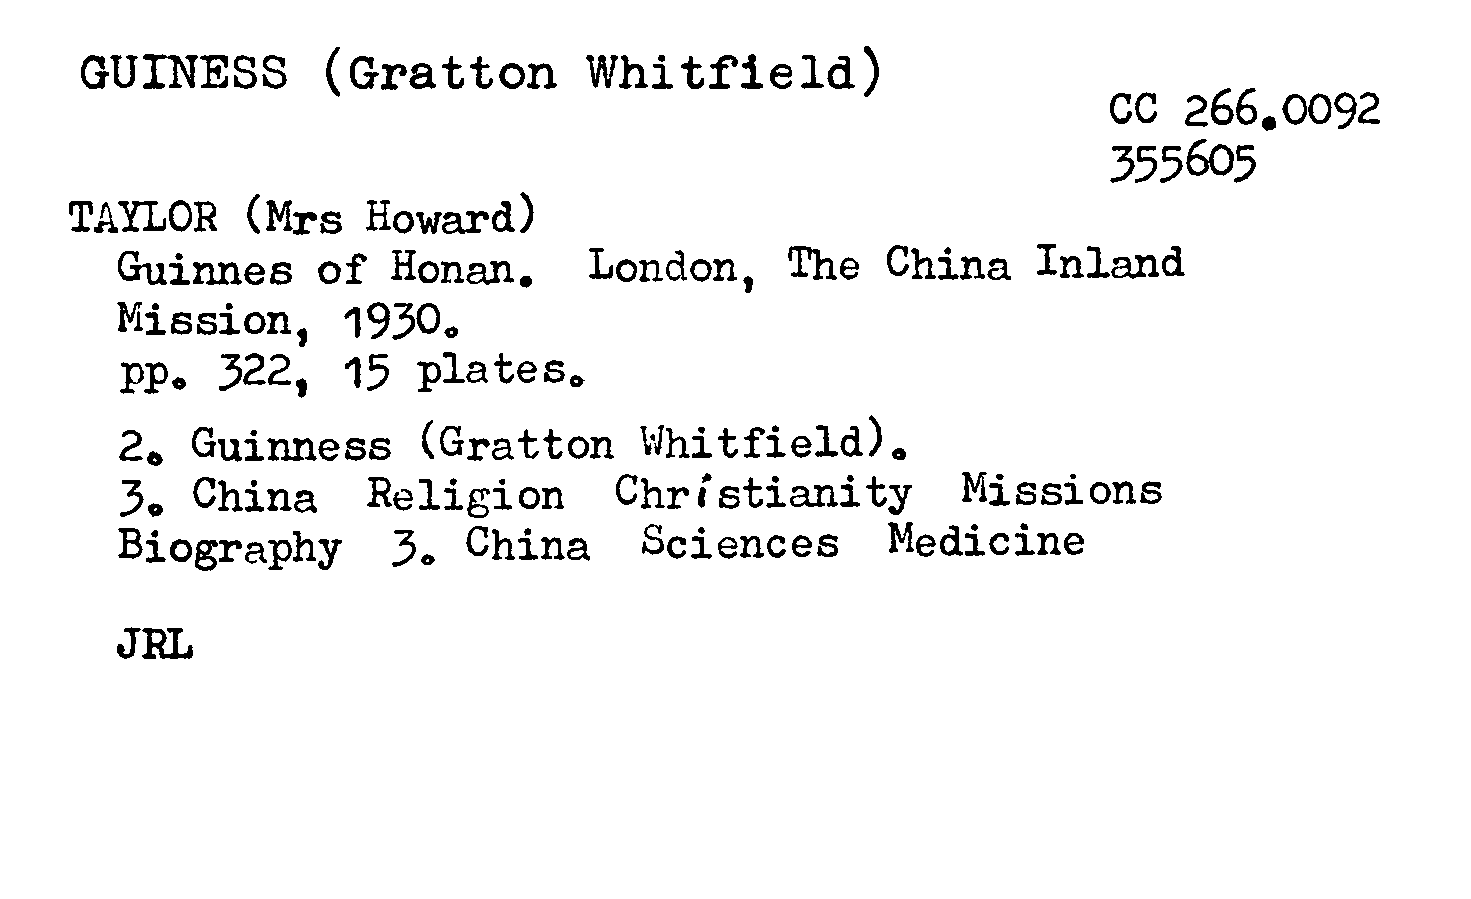 GUINESS (Gratton Whitfield)
CC 266.0092
355605
TAYLOR (Mrs Howard)
Guinnes of Honan. London, The China Inland
Mission, 1930.
pp. 322, 15 plates.
2. Guinness (Gratton Whitfield).
3. China Religion Christianity Missions
Biography 3. China Sciences Medicine
JRL